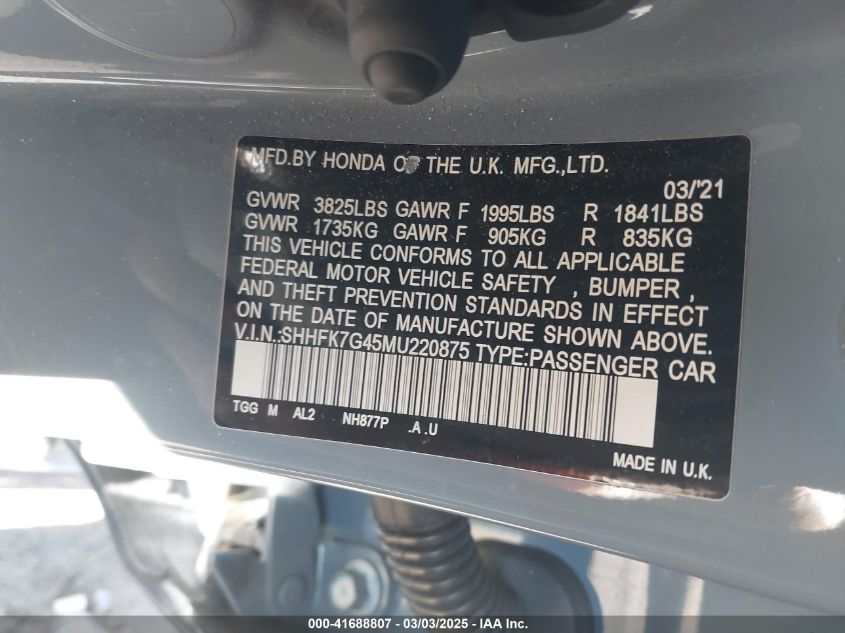 MFD.BY HONDA OF THE U.K. MFG.,LTD.
03/'21
GVWR 3825LBS GAWR F 1995LBS R 1841LBS
GVWR 1735KG GAWR F 905KG R 835KG
THIS VEHICLE CONFORMS TO ALL APPLICABLE
FEDERAL MOTOR VEHICLE SAFETY , BUMPER ,
AND THEFT PREVENTION STANDARDS IN EFFECT
ON THE DATE OF MANUFACTURE SHOWN ABOVE.
V.I.N.:SHHFK7G45MU220875 TYPE:PASSENGER CAR
TGG M AL2 NH877P .A .U
MADE IN U.K.
000-41688807 - 03/03/2025 - IAA Inc.